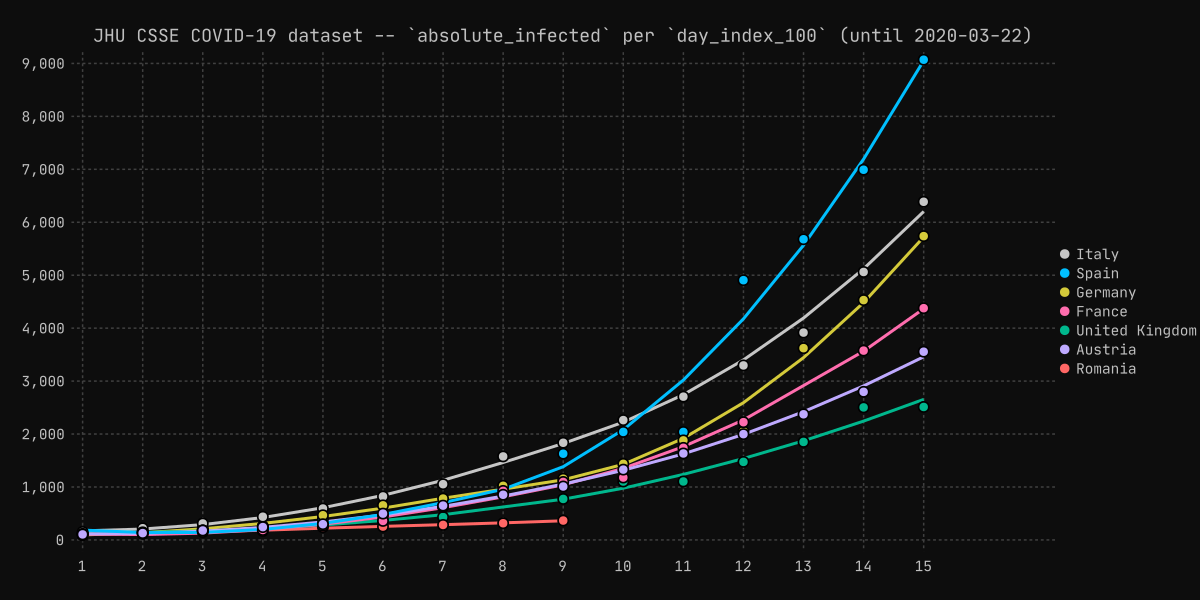 JHU CSSE COVID-19 dataset -- `absolute_infected` per `day_index_100` (until 2020-03-22)
9,000
8,000
7,000
6,000
5,000
4,000
3,000
2,000
1,000
0
1 2 3 4 5 6 7 8 9 10 11 12 13 14 15
Italy
Spain
Germany
France
United Kingdom
Austria
Romania